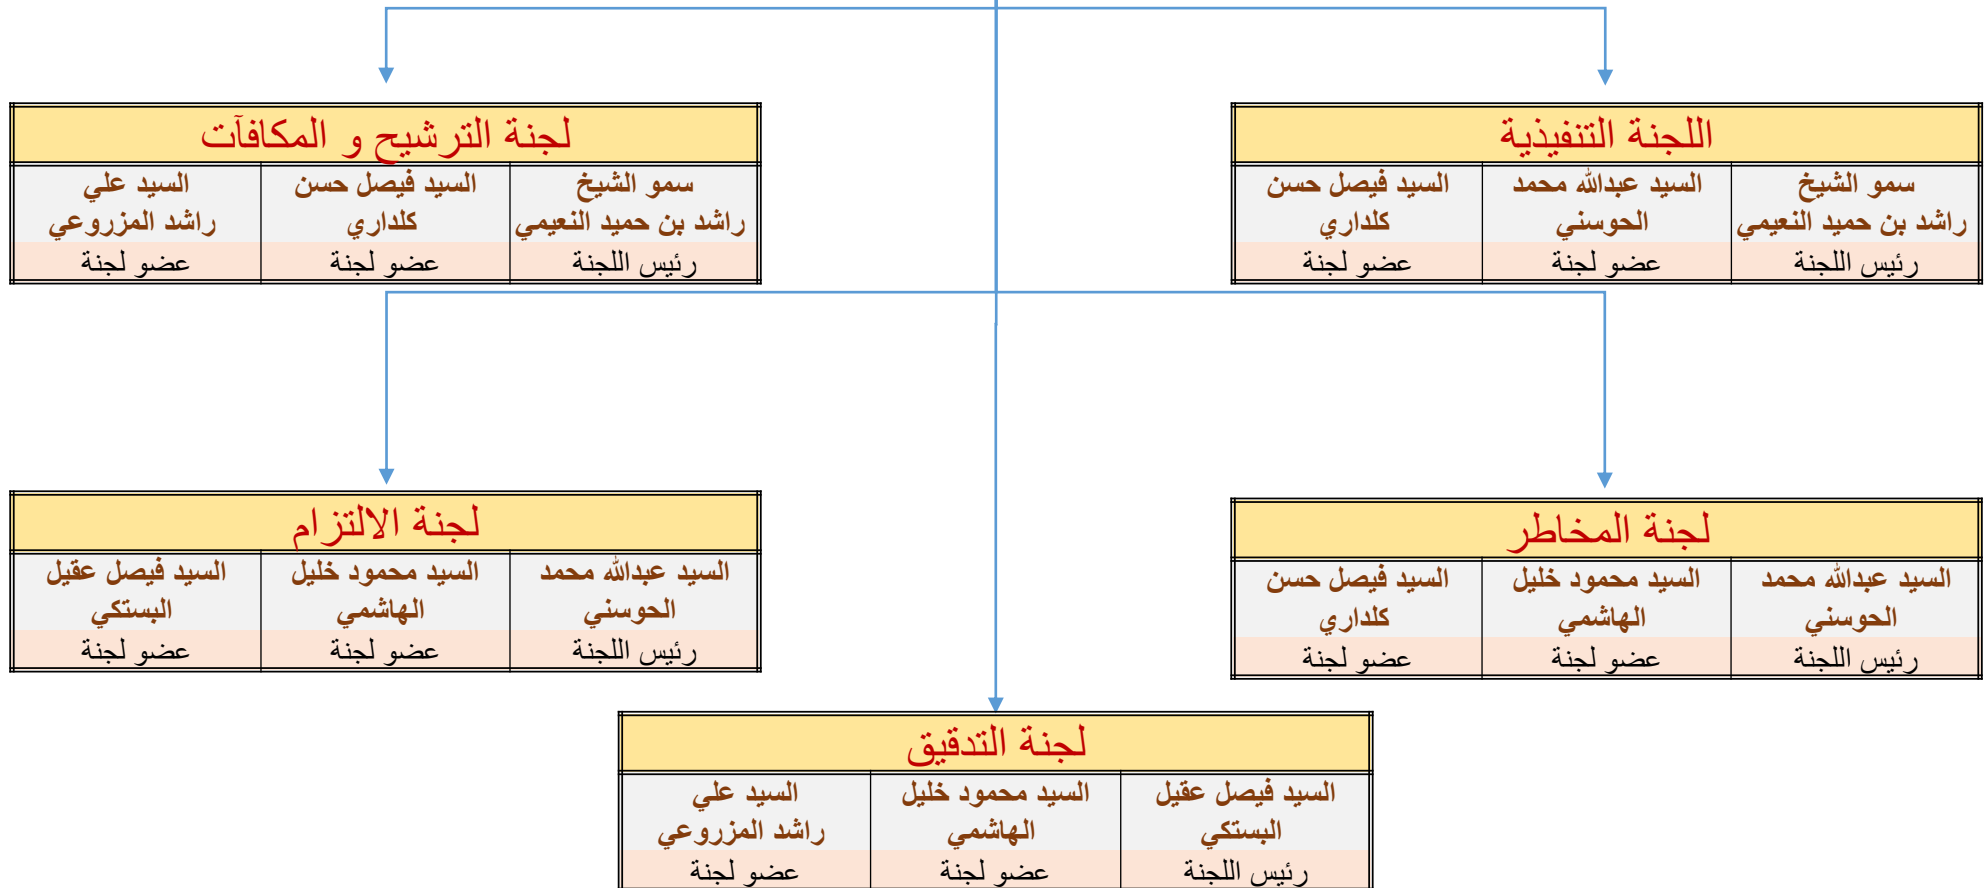 اللجنة التنفيذية
سمو الشيخ
راشد بن حميد النعيمي
رئيس اللجنة
السيد عبدالله محمد
الحوسني
عضو لجنة
السيد فيصل حسن
كلداري
عضو لجنة
لجنة الترشيح و المكافآت
سمو الشيخ
راشد بن حميد النعيمي
رئيس اللجنة
السيد فيصل حسن
كلداري
عضو لجنة
السيد علي
راشد المزروعي
عضو لجنة
لجنة المخاطر
السيد عبدالله محمد
الحوسني
رئيس اللجنة
السيد محمود خليل
الهاشمي
عضو لجنة
السيد فيصل حسن
كلداري
عضو لجنة
لجنة الالتزام
السيد عبدالله محمد
الحوسني
رئيس اللجنة
السيد محمود خليل
الهاشمي
عضو لجنة
السيد فيصل عقيل
البستكي
عضو لجنة
لجنة التدقيق
السيد فيصل عقيل
البستكي
رئيس اللجنة
السيد محمود خليل
الهاشمي
عضو لجنة
السيد علي
راشد المزروعي
عضو لجنة